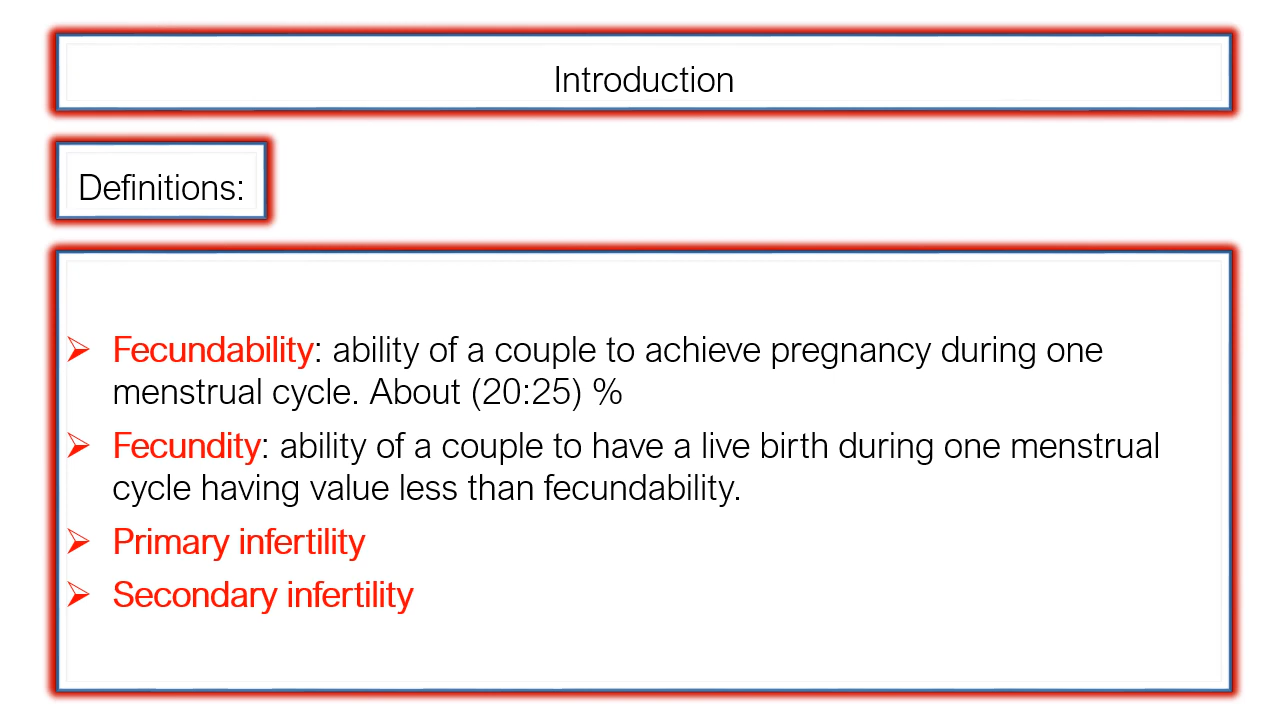 Introduction
Definitions:
➢ Fecundability: ability of a couple to achieve pregnancy during one
menstrual cycle. About (20:25) %
➢ Fecundity: ability of a couple to have a live birth during one menstrual
cycle having value less than fecundability.
➢ Primary infertility
➢ Secondary infertility